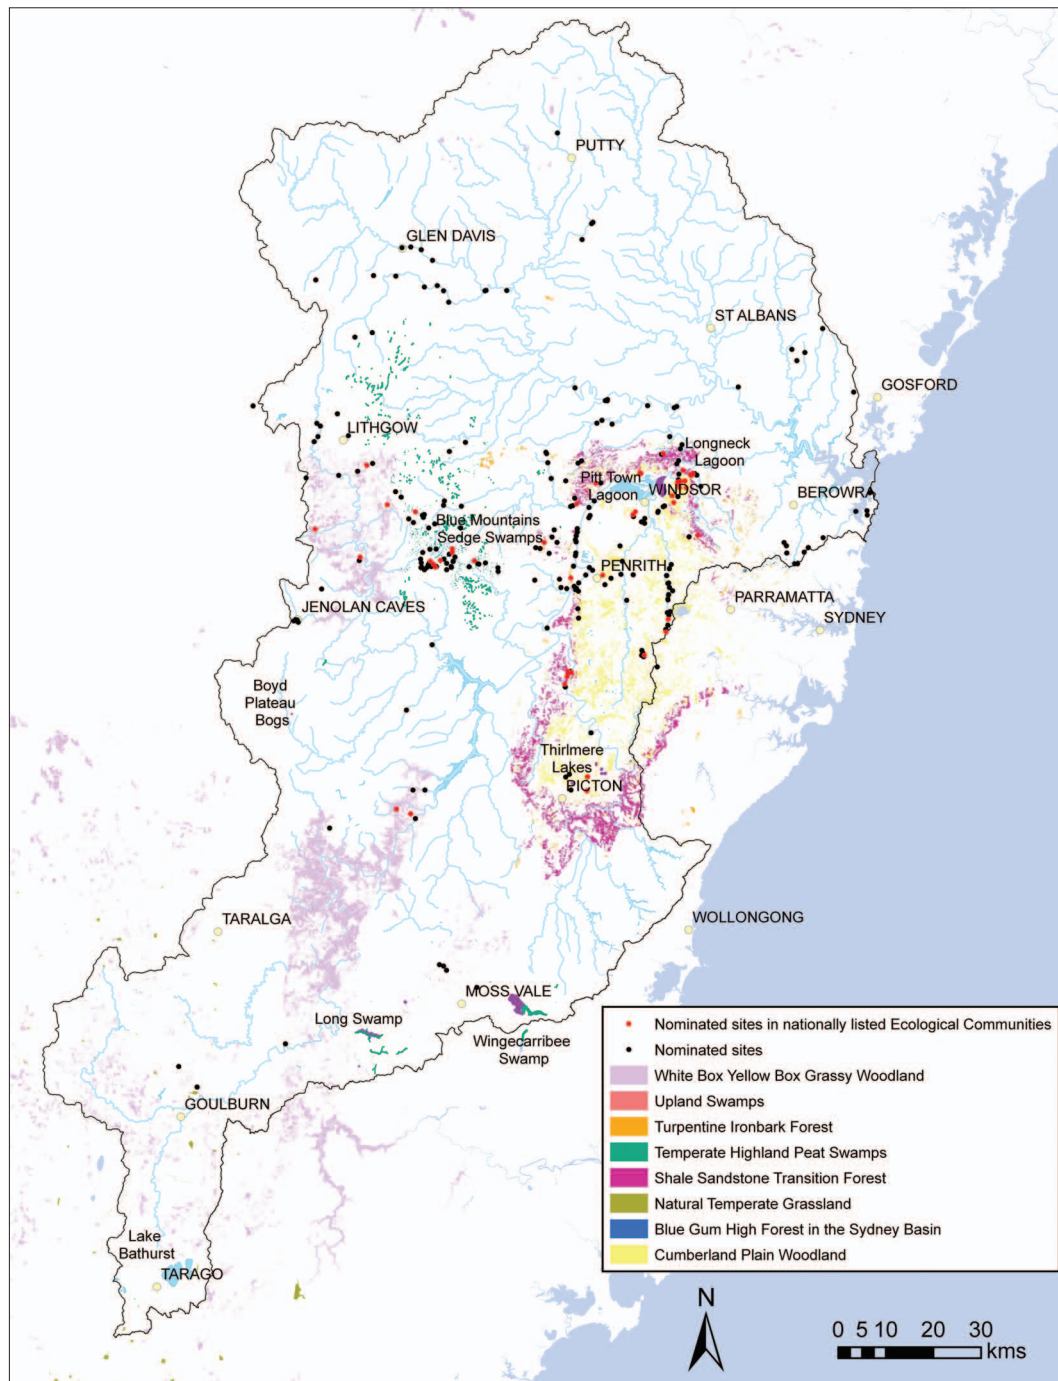 PUTTY
GLEN DAVIS
ST ALBANS
GOSFORD
LITHGOW
Longneck
Lagoon
Pitt Town
Lagoon
WINDSOR
BEROWRA
Blue Mountains
Sedge Swamps
PENRITH
PARRAMATTA
JENOLAN CAVES
SYDNEY
Boyd
Plateau
Bogs
Thirlmere
Lakes
PICTON
TARALGA
WOLLONGONG
MOSS VALE
Long Swamp
Wingecarribee
Swamp
GOULBURN
Lake
Bathurst
TARAGO
Nominated sites in nationally listed Ecological Communities
Nominated sites
White Box Yellow Box Grassy Woodland
Upland Swamps
Turpentine Ironbark Forest
Temperate Highland Peat Swamps
Shale Sandstone Transition Forest
Natural Temperate Grassland
Blue Gum High Forest in the Sydney Basin
Cumberland Plain Woodland
N
0 5 10 20 30
kms